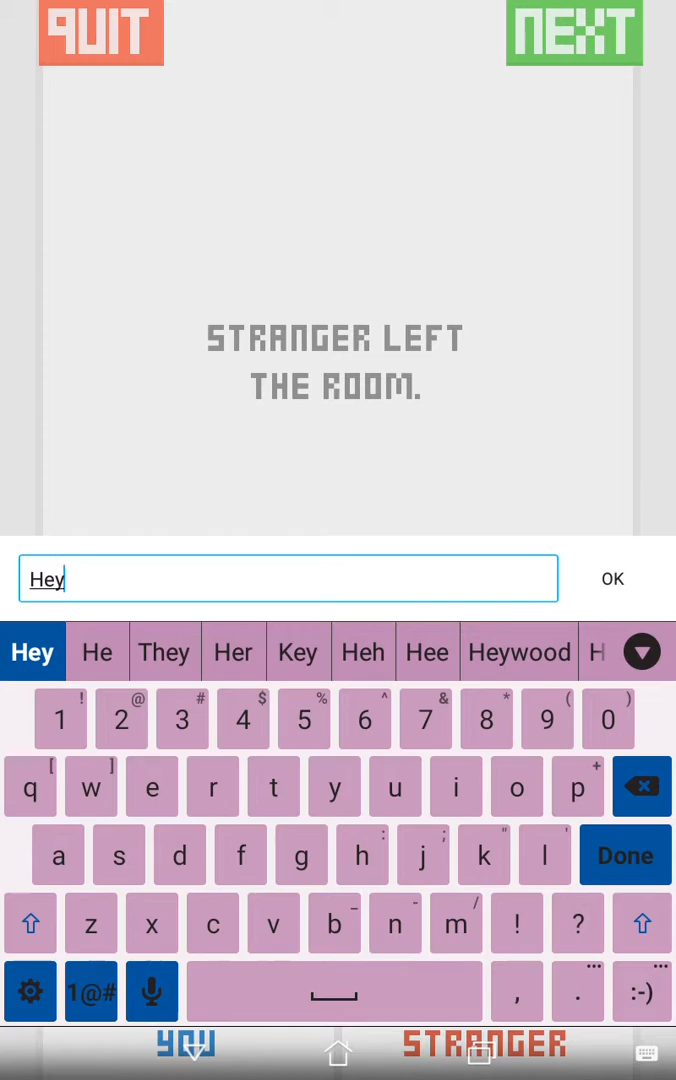 QUIT NEXT
STRANGER LEFT
THE ROOM.
Hey OK
Hey He They Her Key Heh Hee Heywood H
! @ # $ % ^ & * ( )
1 2 3 4 5 6 7 8 9 0
[ ] +
q w e r t y u i o p
: ; " '
a s d f g h j k l Done
_ - /
z x c v b n m ! ?
... ...
1@# , . :-)
YOU STRANGER